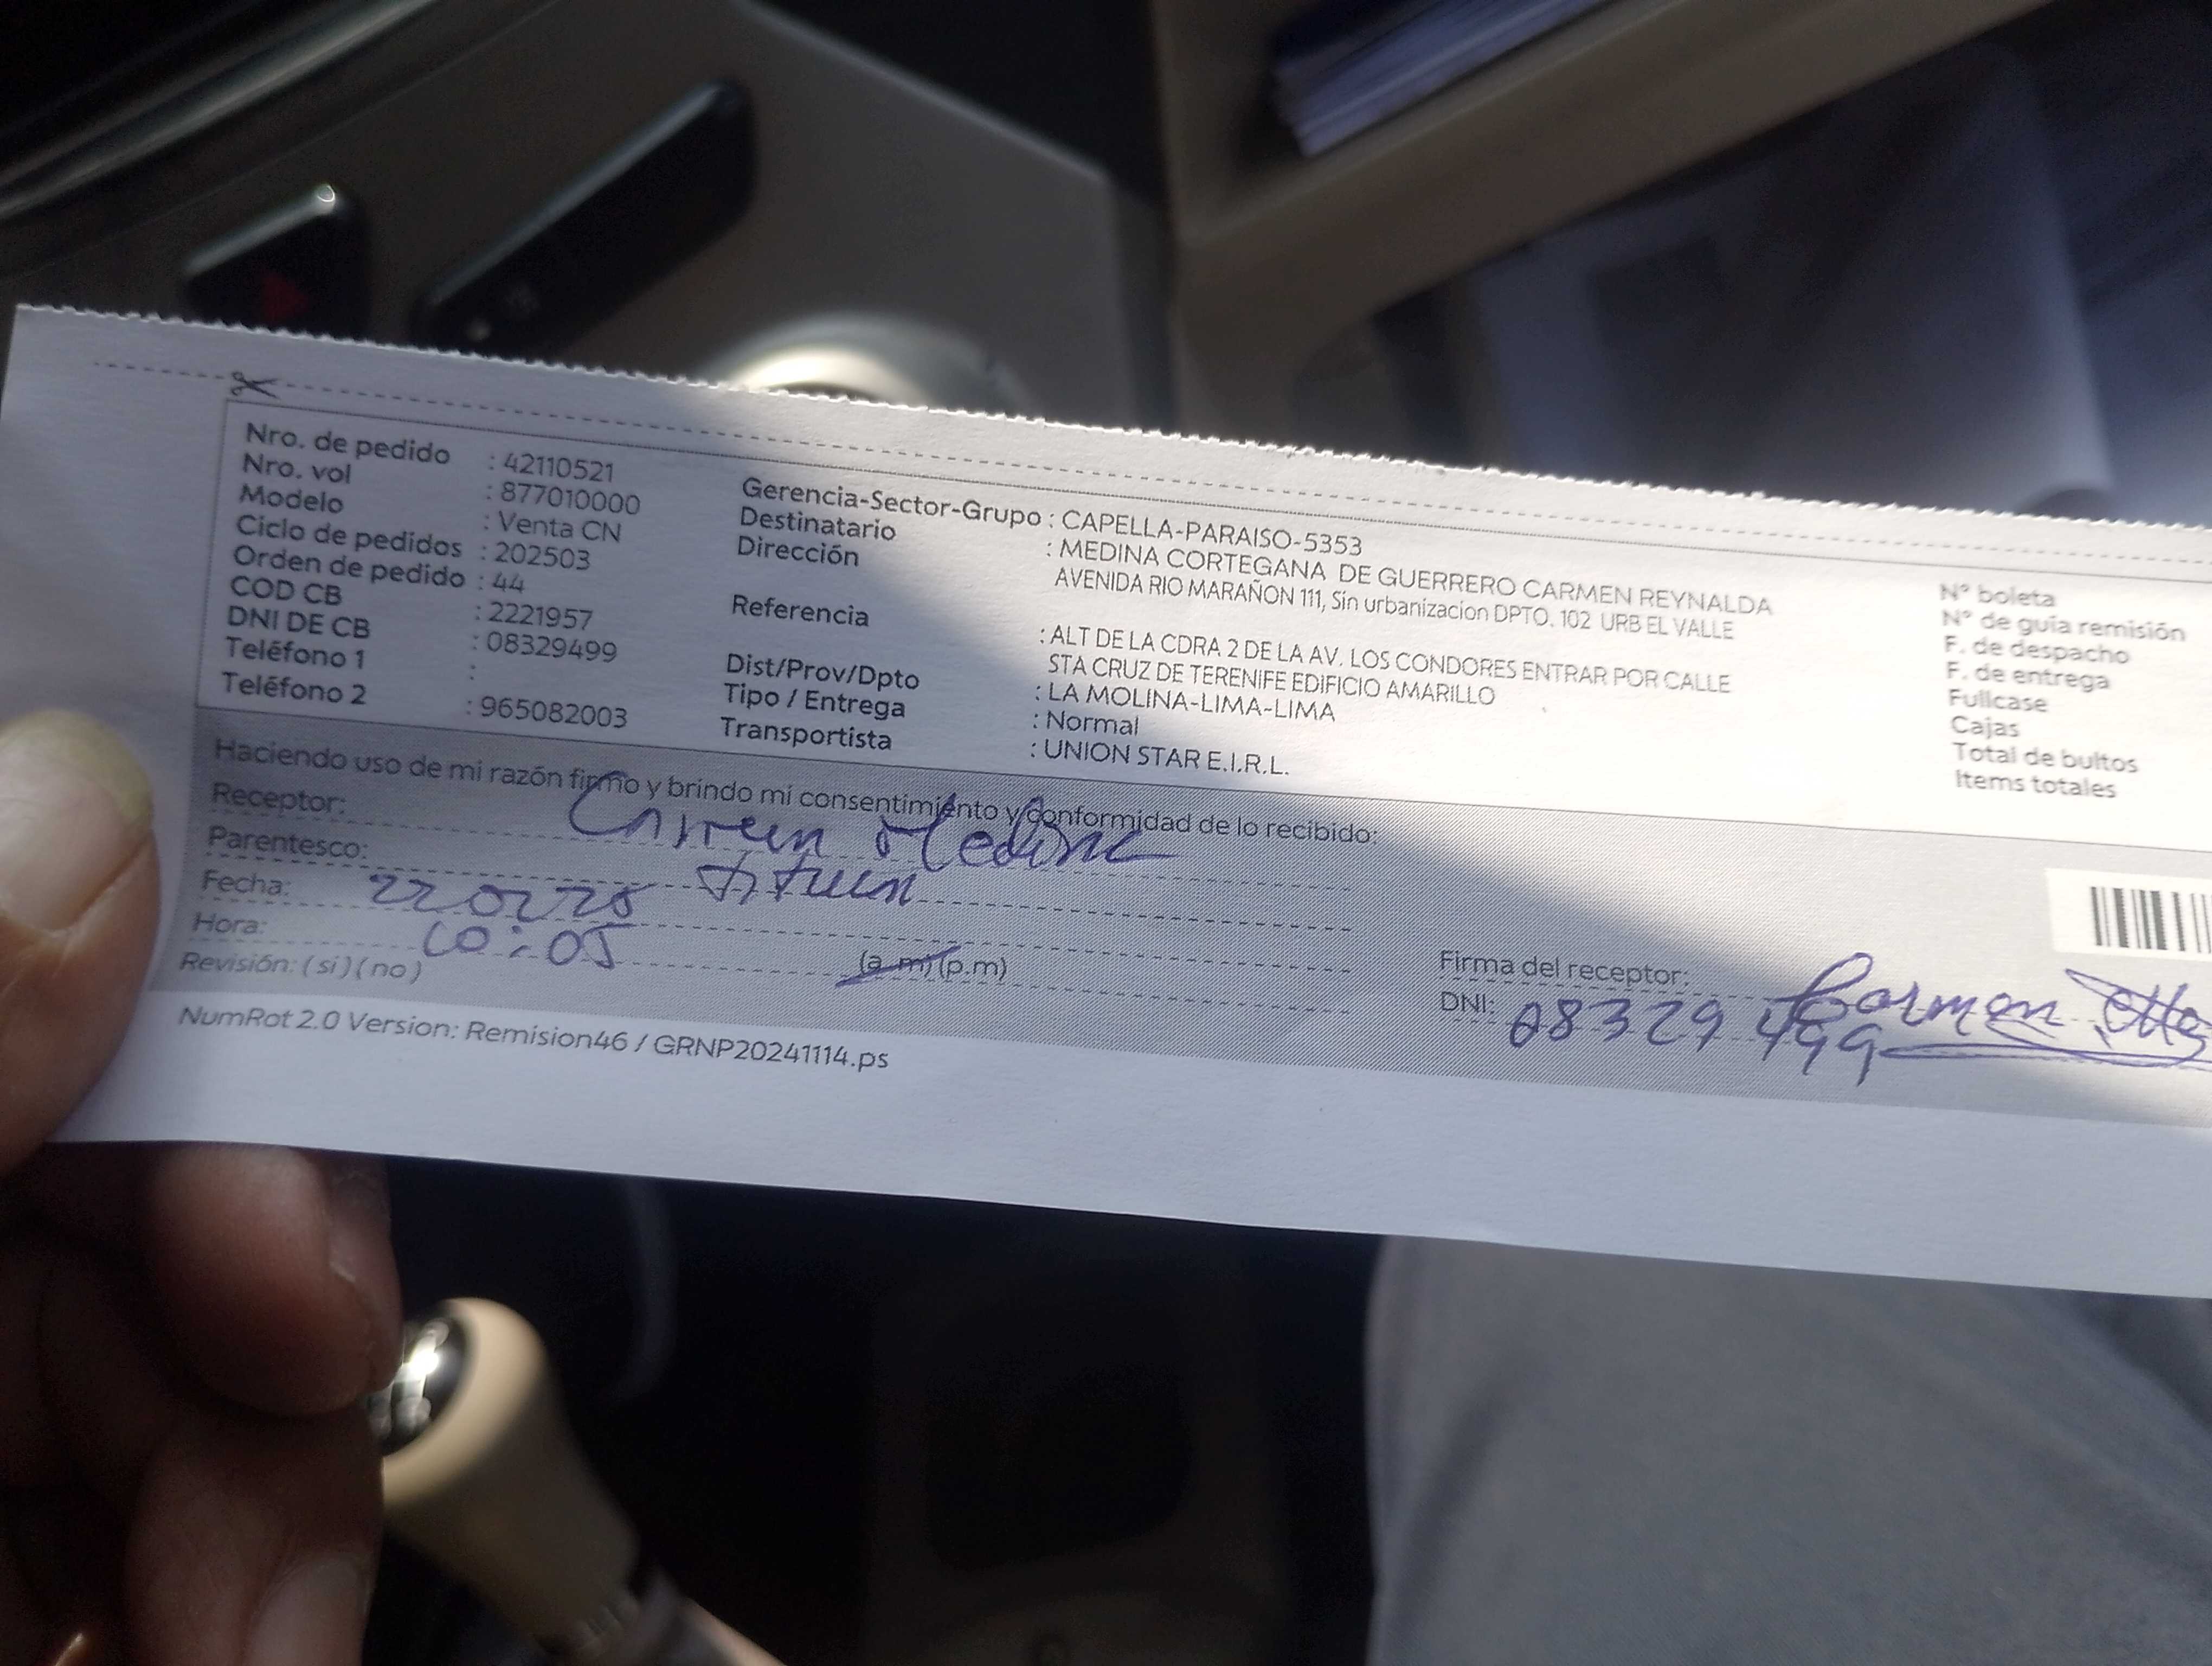 Nro. de pedido : 42110521
Nro. vol : 877010000
Modelo : Venta CN
Ciclo de pedidos : 202503
Orden de pedido : 44
COD CB : 2221957
DNI DE CB : 08329499
Teléfono 1 :
Teléfono 2 : 965082003
Gerencia-Sector-Grupo : CAPELLA-PARAISO-5353
Destinatario : MEDINA CORTEGANA DE GUERRERO CARMEN REYNALDA
Dirección AVENIDA RIO MARAÑON 111, Sin urbanizacion DPTO. 102 URB EL VALLE
Referencia : ALT DE LA CDRA 2 DE LA AV. LOS CONDORES ENTRAR POR CALLE
STA CRUZ DE TERENIFE EDIFICIO AMARILLO
Dist/Prov/Dpto : LA MOLINA-LIMA-LIMA
Tipo / Entrega : Normal
Transportista : UNION STAR E.I.R.L.
N° boleta
N° de guia remisión
F. de despacho
F. de entrega
Fullcase
Cajas
Total de bultos
Items totales
Haciendo uso de mi razón firmo y brindo mi consentimiento y conformidad de lo recibido:
Receptor: Carmen Medina
Parentesco:
Fecha: 22 02 25
Hora: 10:05 (a.m)(p.m)
Revisión: (si)(no)
Firma del receptor: Carmen
DNI: 08329499
NumRot 2.0 Version: Remision46 / GRNP20241114.ps